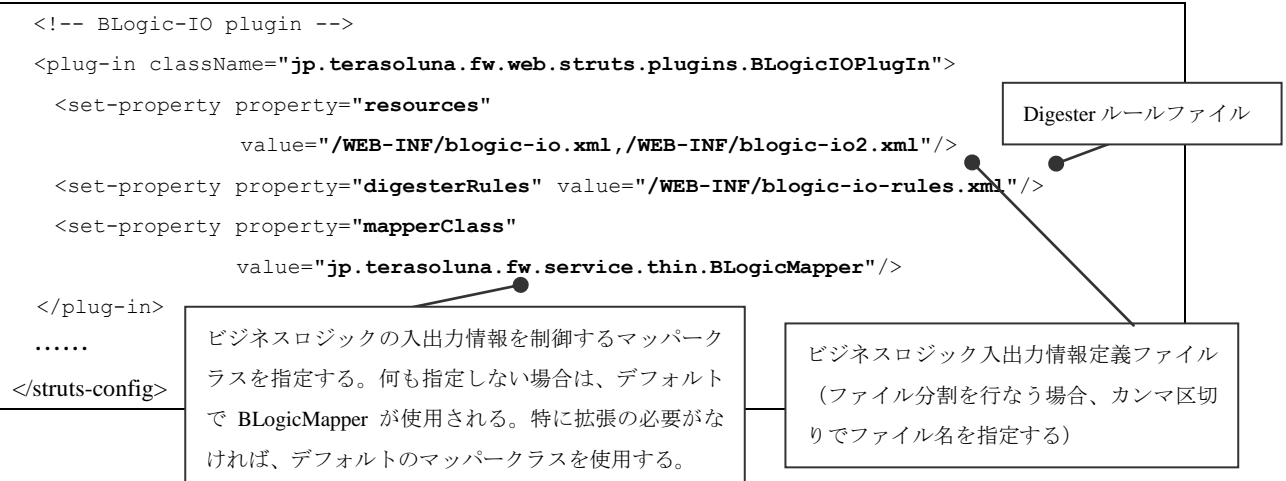 <!-- BLogic-IO plugin -->
<plug-in className="jp.terasoluna.fw.web.struts.plugins.BLogicIOPlugIn">
<set-property property="resources"
value="/WEB-INF/blogic-io.xml,/WEB-INF/blogic-io2.xml"/>
<set-property property="digesterRules" value="/WEB-INF/blogic-io-rules.xml"/>
<set-property property="mapperClass"
value="jp.terasoluna.fw.service.thin.BLogicMapper"/>
</plug-in>
……
</struts-config>
Digester ルールファイル
ビジネスロジックの入出力情報を制御するマッパーク
ラスを指定する。何も指定しない場合は、デフォルト
で BLogicMapper が使用される。特に拡張の必要がな
ければ、デフォルトのマッパークラスを使用する。
ビジネスロジック入出力情報定義ファイル
（ファイル分割を行なう場合、カンマ区切
りでファイル名を指定する）